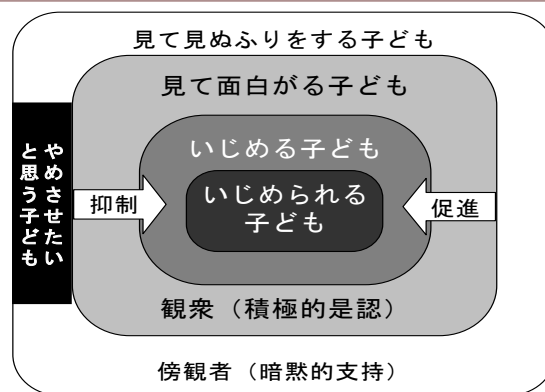 見て見ぬふりをする子ども
見て面白がる子ども
いじめる子ども
いじめられる
子ども
やめさせたい
と思う子ども
抑制
促進
観衆（積極的是認）
傍観者（暗黙的支持）